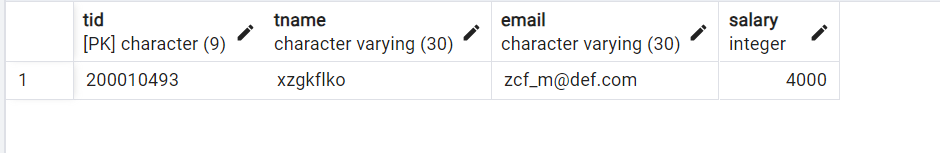 tid tname email salary
[PK] character (9) character varying (30) character varying (30) integer
1 200010493 xzgkflko zcf_m@def.com 4000